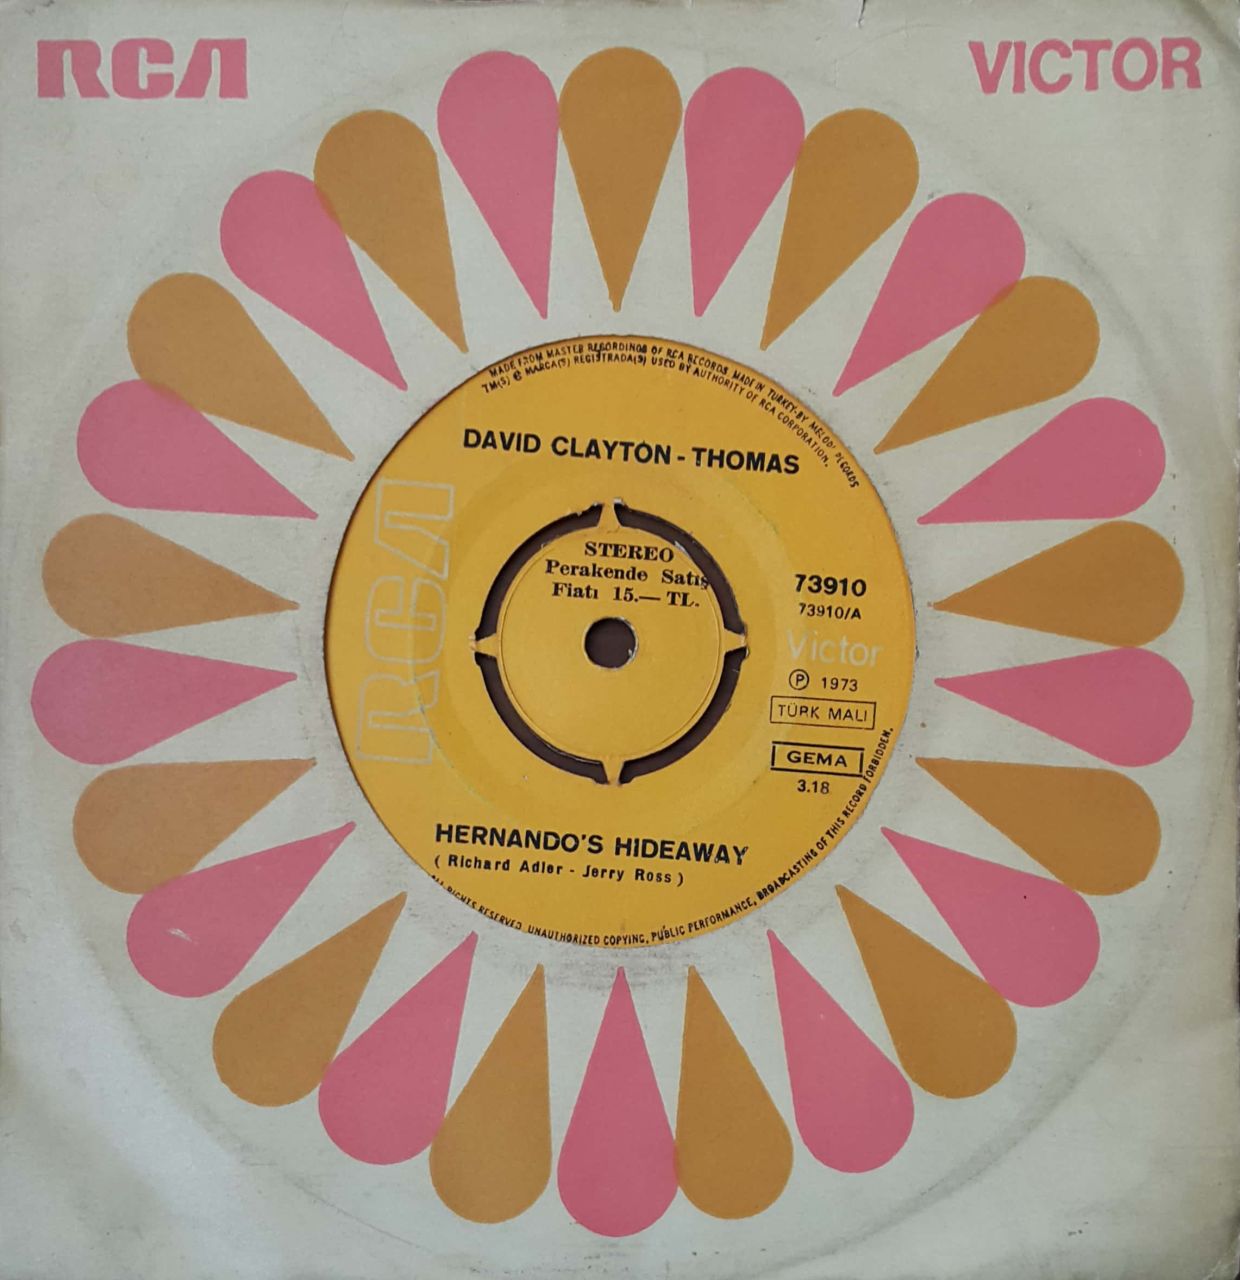 RCA
VICTOR
MADE FROM MASTER RECORDINGS OF RCA RECORDS MADE IN TURKEY-BY MELODİ RECORDS
TM(S) ® MARCA(S) REGISTRADA(S) USED BY AUTHORITY OF RCA CORPORATION.
DAVID CLAYTON - THOMAS
RCA
STEREO
Perakende Satış
Fiatı 15.— TL.
73910
73910/A
Victor
Ⓟ 1973
TÜRK MALI
GEMA
3.18
HERNANDO'S HIDEAWAY
( Richard Adler - Jerry Ross )
ALL RIGHTS RESERVED UNAUTHORIZED COPYING, PUBLIC PERFORMANCE, BROADCASTING OF THIS RECORD FORBIDDEN.